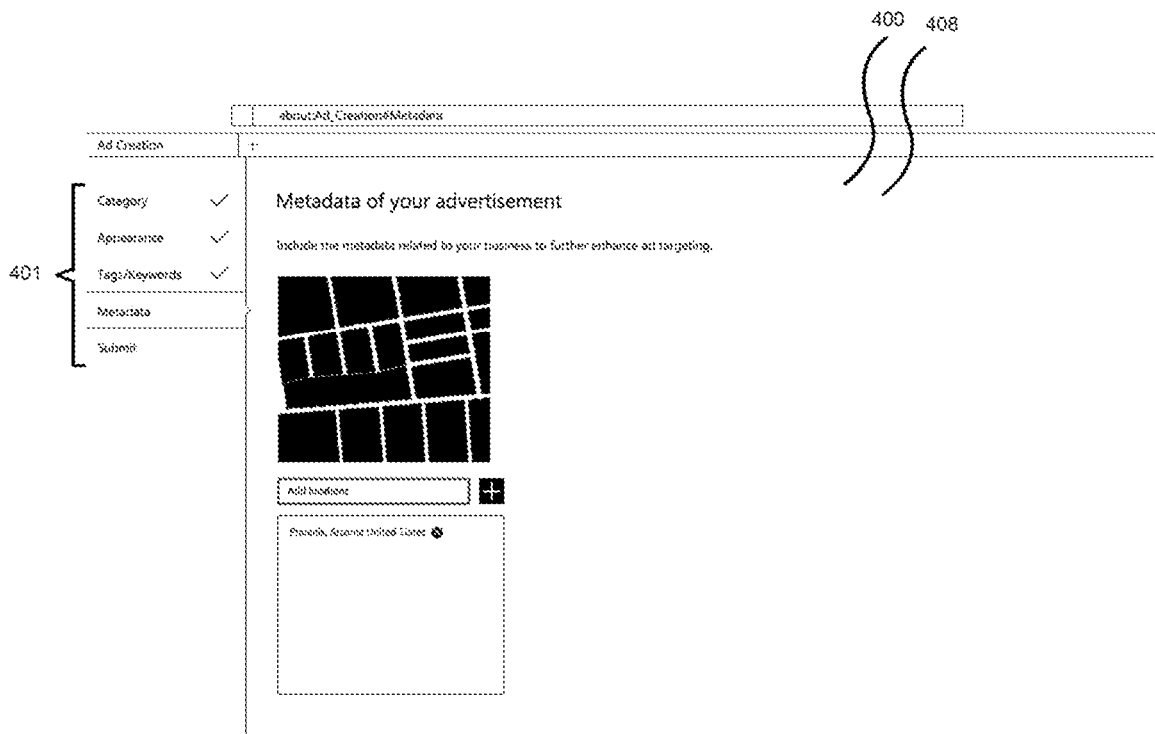 400 408
about:Ad_Creation#Metadata
Ad Creation +
Category
Metadata of your advertisement
Appearance
Include the metadata related to your business to further enhance ad targeting.
401
Tags/Keywords
Metadata
Submit
Add locations
Phoenix, Arizona United States